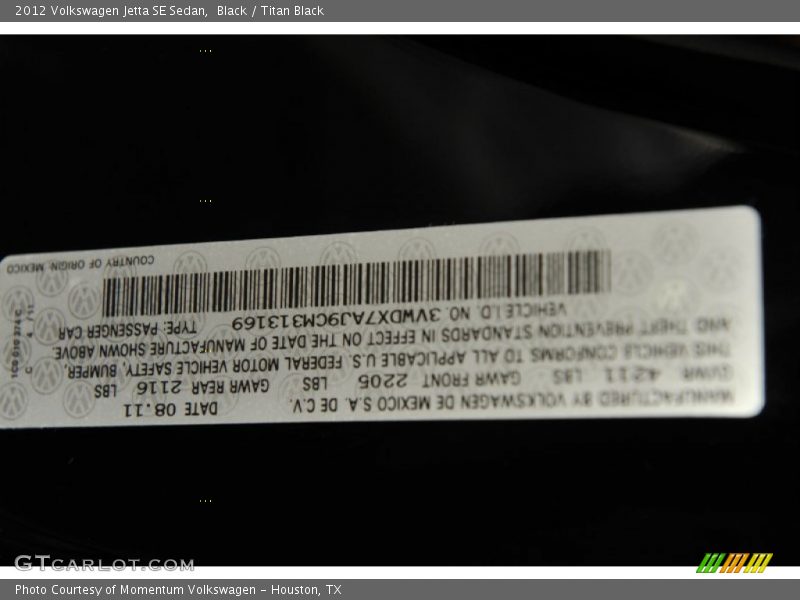 2012 Volkswagen Jetta SE Sedan,  Black / Titan Black
MANUFACTURED BY VOLKSWAGEN DE MEXICO S.A. DE C.V. DATE 08.11
GVWR 4211 LBS GAWR FRONT 2205 LBS GAWR REAR 2116 LBS
THIS VEHICLE CONFORMS TO ALL APPLICABLE U.S. FEDERAL MOTOR VEHICLE SAFETY, BUMPER,
AND THEFT PREVENTION STANDARDS IN EFFECT ON THE DATE OF MANUFACTURE SHOWN ABOVE.
VEHICLE I.D. NO. 3VWDX7AJ9CM313169 TYPE: PASSENGER CAR
COUNTRY OF ORIGIN: MEXICO
GTCARLOT.COM
Photo Courtesy of Momentum Volkswagen – Houston, TX